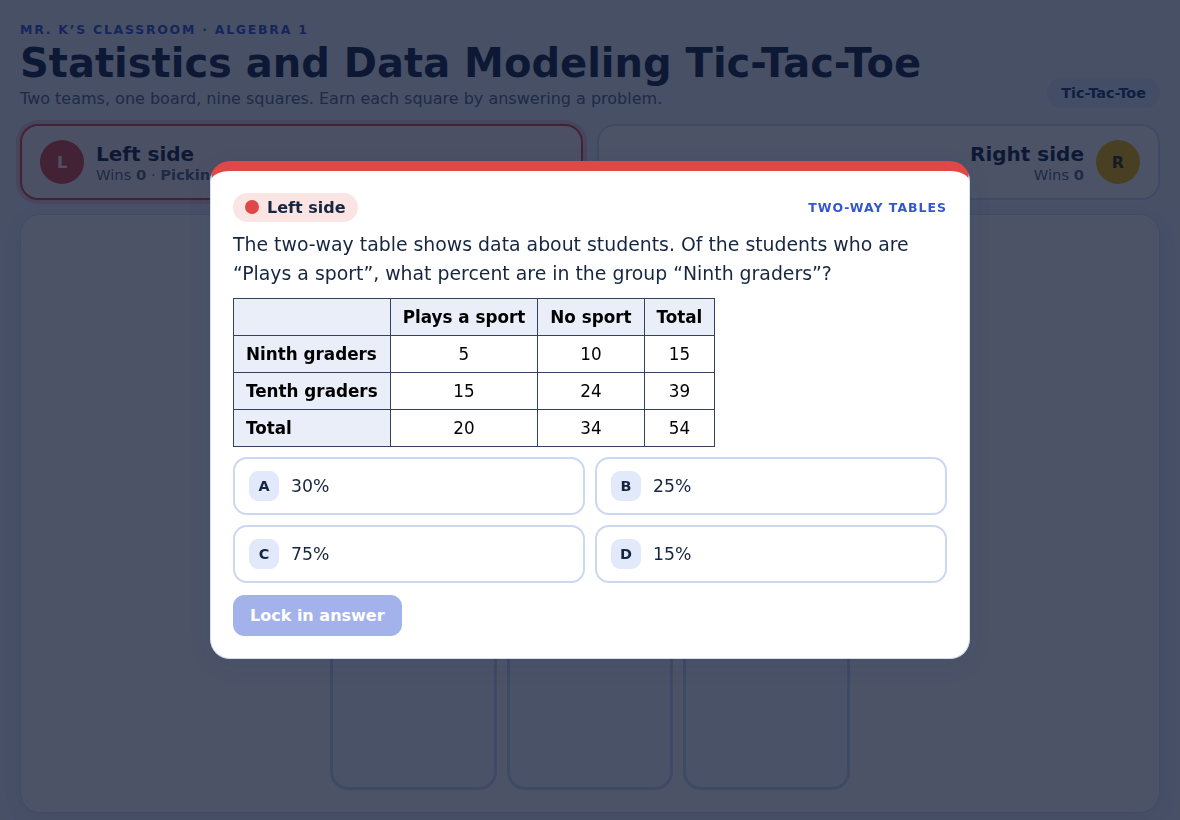 MR. K'S CLASSROOM · ALGEBRA 1
Statistics and Data Modeling Tic-Tac-Toe
Two teams, one board, nine squares. Earn each square by answering a problem.
Tic-Tac-Toe
L
Left side
Wins 0 · Pickin
Right side
Wins 0
R
Left side
TWO-WAY TABLES
The two-way table shows data about students. Of the students who are
“Plays a sport”, what percent are in the group “Ninth graders”?
Plays a sport No sport Total
Ninth graders 5 10 15
Tenth graders 15 24 39
Total 20 34 54
A 30%
B 25%
C 75%
D 15%
Lock in answer